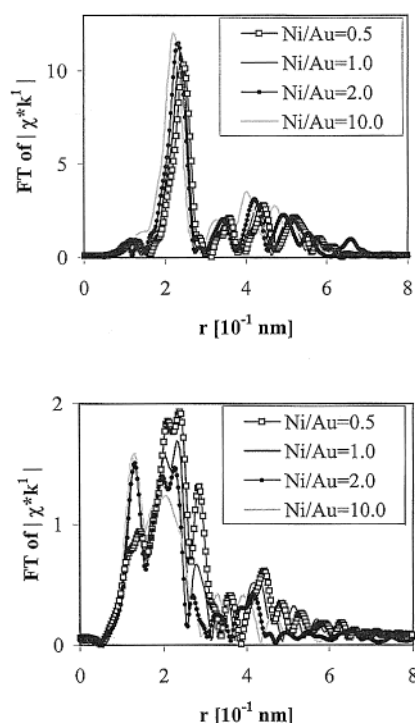 Ni/Au=0.5
Ni/Au=1.0
Ni/Au=2.0
Ni/Au=10.0
FT of | χ*k¹ |
10
5
0
0 2 4 6 8
r [10⁻¹ nm]
Ni/Au=0.5
Ni/Au=1.0
Ni/Au=2.0
Ni/Au=10.0
FT of | χ*k¹ |
2
1
0
0 2 4 6 8
r [10⁻¹ nm]